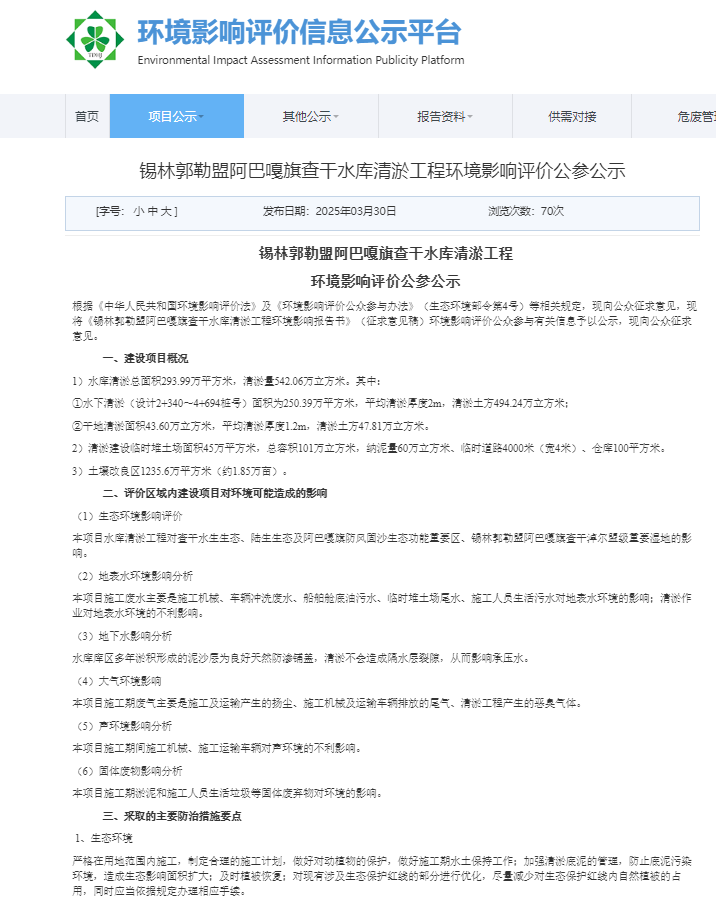 环境影响评价信息公示平台
Environmental Impact Assessment Information Publicity Platform
首页 项目公示 其他公示 报告资料 供需对接 危废管
锡林郭勒盟阿巴嘎旗查干水库清淤工程环境影响评价公参公示
[字号： 小 中 大] 发布日期：2025年03月30日 浏览次数：70次
锡林郭勒盟阿巴嘎旗查干水库清淤工程
环境影响评价公参公示
根据《中华人民共和国环境影响评价法》及《环境影响评价公众参与办法》（生态环境部令第4号）等相关规定，现向公众征求意见，现
将《锡林郭勒盟阿巴嘎旗查干水库清淤工程环境影响报告书》（征求意见稿）环境影响评价公众参与有关信息予以公示，现向公众征求
意见。
一、建设项目概况
1）水库清淤总面积293.99万平方米，清淤量542.06万立方米。其中：
①水下清淤（设计2+340～4+694桩号）面积为250.39万平方米，平均清淤厚度2m，清淤土方494.24万立方米；
②干地清淤面积43.60万立方米，平均清淤厚度1.2m，清淤土方47.81万立方米。
2）清淤建设临时堆土场面积45万平方米，总容积101万立方米，纳泥量60万立方米、临时道路4000米（宽4米）、仓库100平方米。
3）土壤改良区1235.6万平方米（约1.85万亩）。
二、评价区域内建设项目对环境可能造成的影响
（1）生态环境影响评价
本项目水库清淤工程对查干水生生态、陆生生态及阿巴嘎旗防风固沙生态功能重要区、锡林郭勒盟阿巴嘎旗查干淖尔盟级重要湿地的影
响。
（2）地表水环境影响分析
本项目施工废水主要是施工机械、车辆冲洗废水、船舶舱底油污水、临时堆土场尾水、施工人员生活污水对地表水环境的影响；清淤作
业对地表水环境的不利影响。
（3）地下水影响分析
水库库区多年淤积形成的泥沙层为良好天然防渗铺盖，清淤不会造成隔水层裂隙，从而影响承压水。
（4）大气环境影响
本项目施工期废气主要是施工及运输产生的扬尘、施工机械及运输车辆排放的尾气、清淤工程产生的恶臭气体。
（5）声环境影响分析
本项目施工期间施工机械、施工运输车辆对声环境的不利影响。
（6）固体废物影响分析
本项目施工期淤泥和施工人员生活垃圾等固体废弃物对环境的影响。
三、采取的主要防治措施要点
1、生态环境
严格在用地范围内施工，制定合理的施工计划，做好对动植物的保护，做好施工期水土保持工作；加强清淤底泥的管理，防止底泥污染
环境，造成生态影响面积扩大；及时植被恢复；对现有涉及生态保护红线的部分进行优化，尽量减少对生态保护红线内自然植被的占
用，同时应当依据规定办理相应手续。